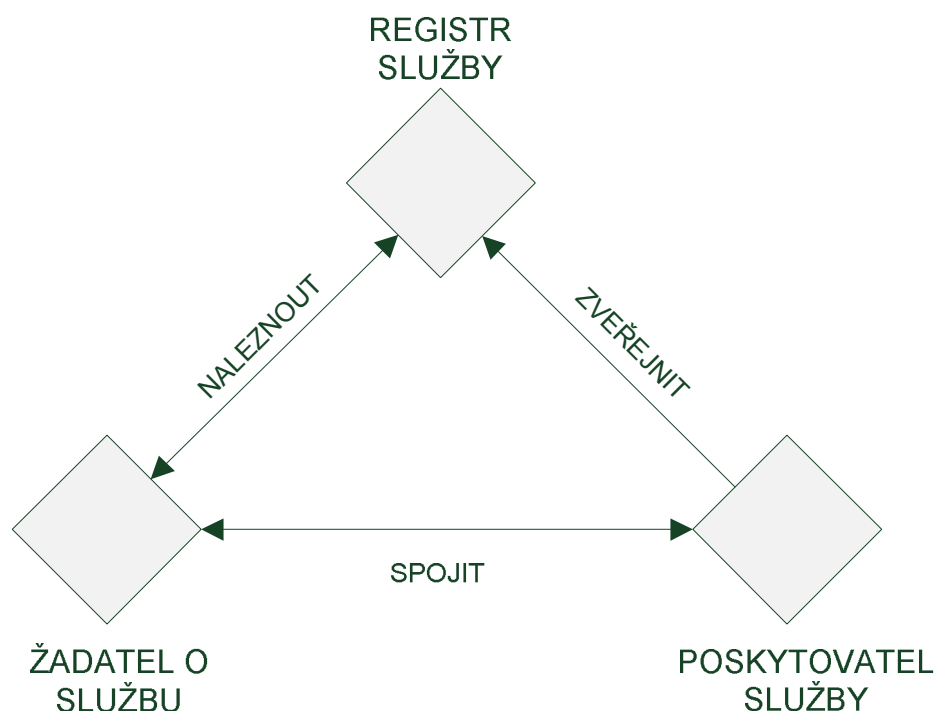 REGISTR
SLUŽBY
NALEZNOUT
ZVEŘEJNIT
SPOJIT
ŽADATEL O
SLUŽBU
POSKYTOVATEL
SLUŽBY